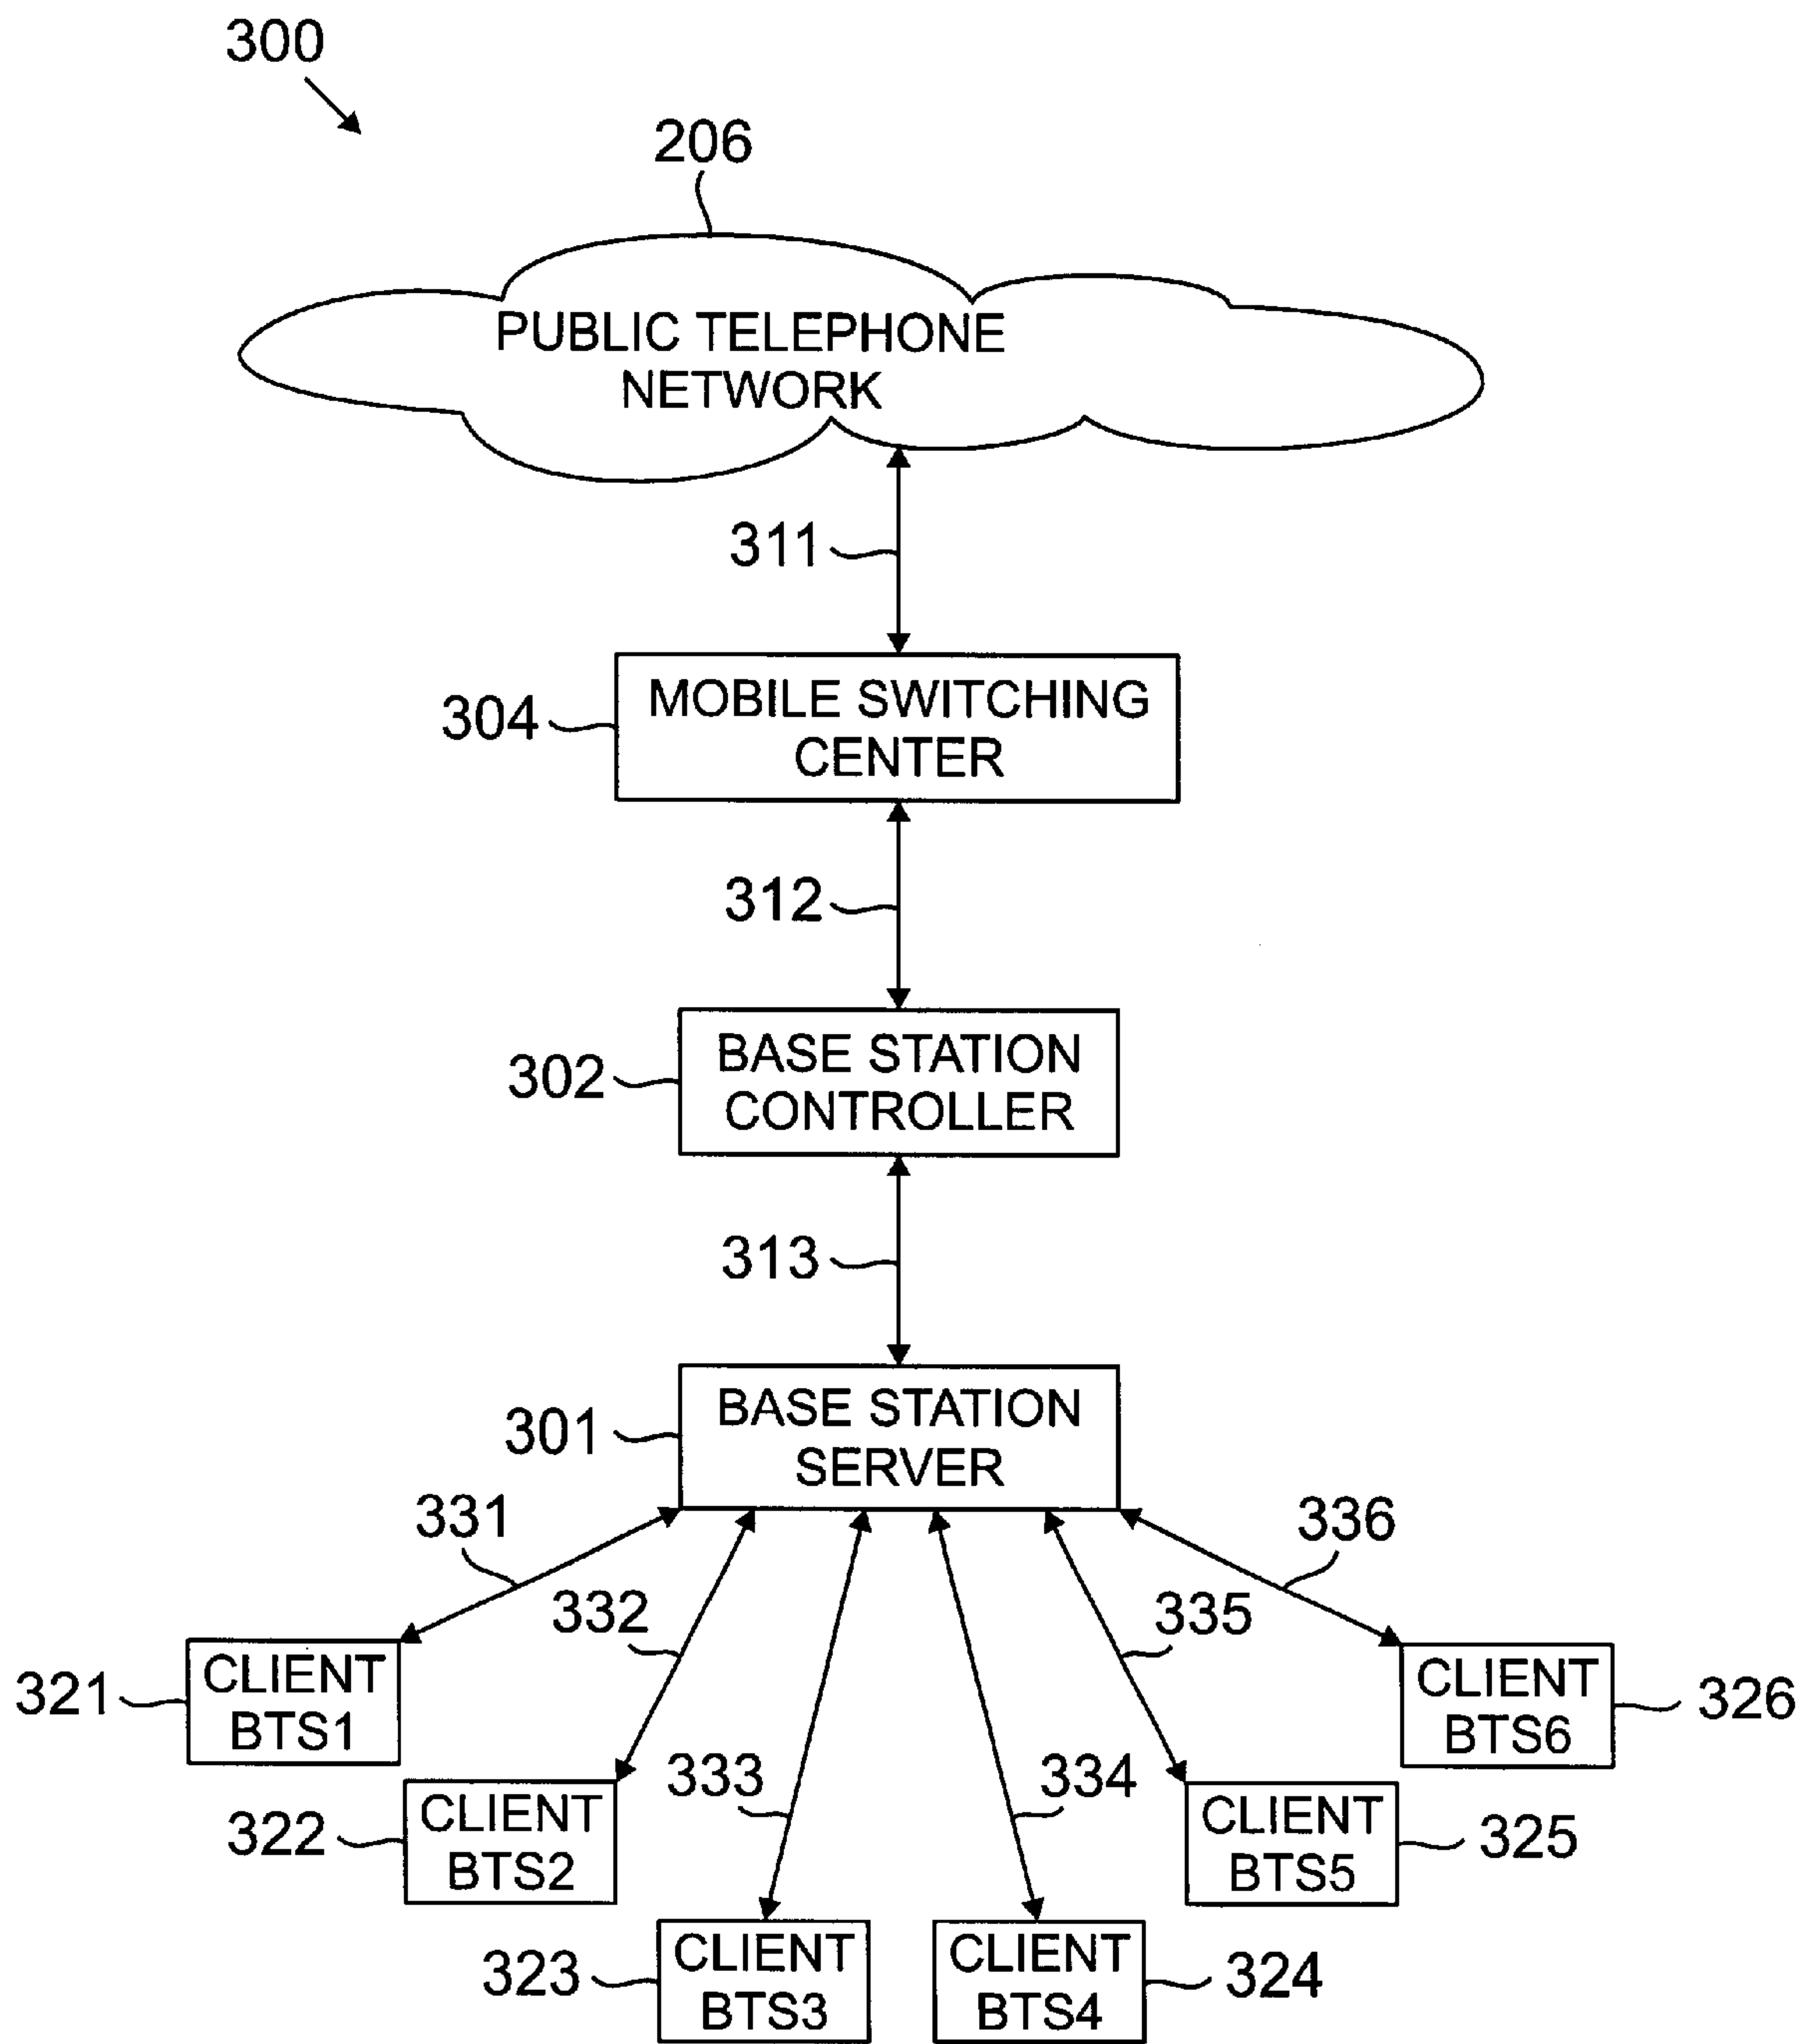 300
206
PUBLIC TELEPHONE
NETWORK
311
304
MOBILE SWITCHING
CENTER
312
302
BASE STATION
CONTROLLER
313
301
BASE STATION
SERVER
331
336
332
335
321
CLIENT
BTS1
CLIENT
BTS6
326
333
334
322
CLIENT
BTS2
CLIENT
BTS5
325
323
CLIENT
BTS3
CLIENT
BTS4
324